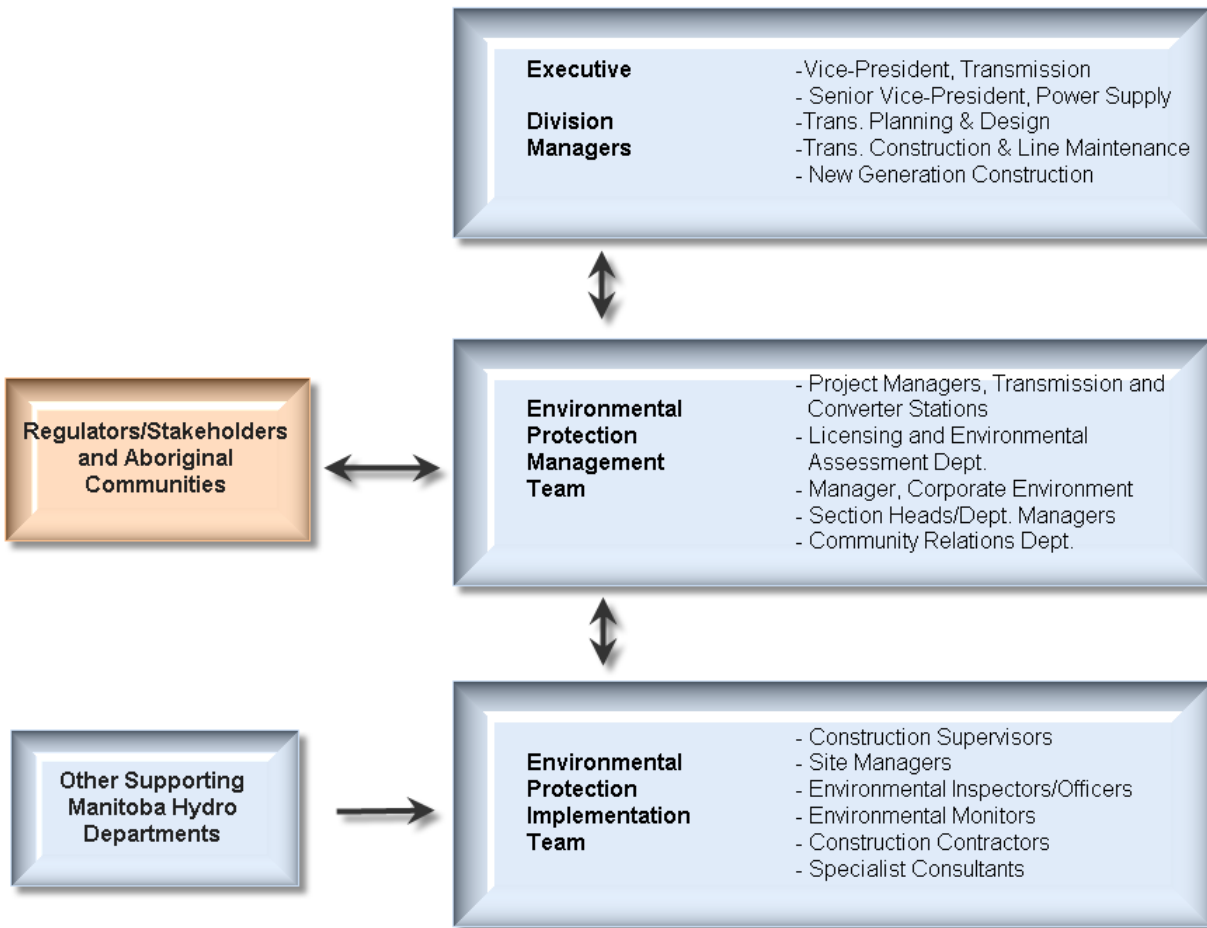 Executive -Vice-President, Transmission
- Senior Vice-President, Power Supply
Division -Trans. Planning & Design
Managers -Trans. Construction & Line Maintenance
- New Generation Construction
Regulators/Stakeholders
and Aboriginal
Communities
- Project Managers, Transmission and
Environmental Converter Stations
Protection - Licensing and Environmental
Management Assessment Dept.
Team - Manager, Corporate Environment
- Section Heads/Dept. Managers
- Community Relations Dept.
Other Supporting
Manitoba Hydro
Departments
- Construction Supervisors
Environmental - Site Managers
Protection - Environmental Inspectors/Officers
Implementation - Environmental Monitors
Team - Construction Contractors
- Specialist Consultants